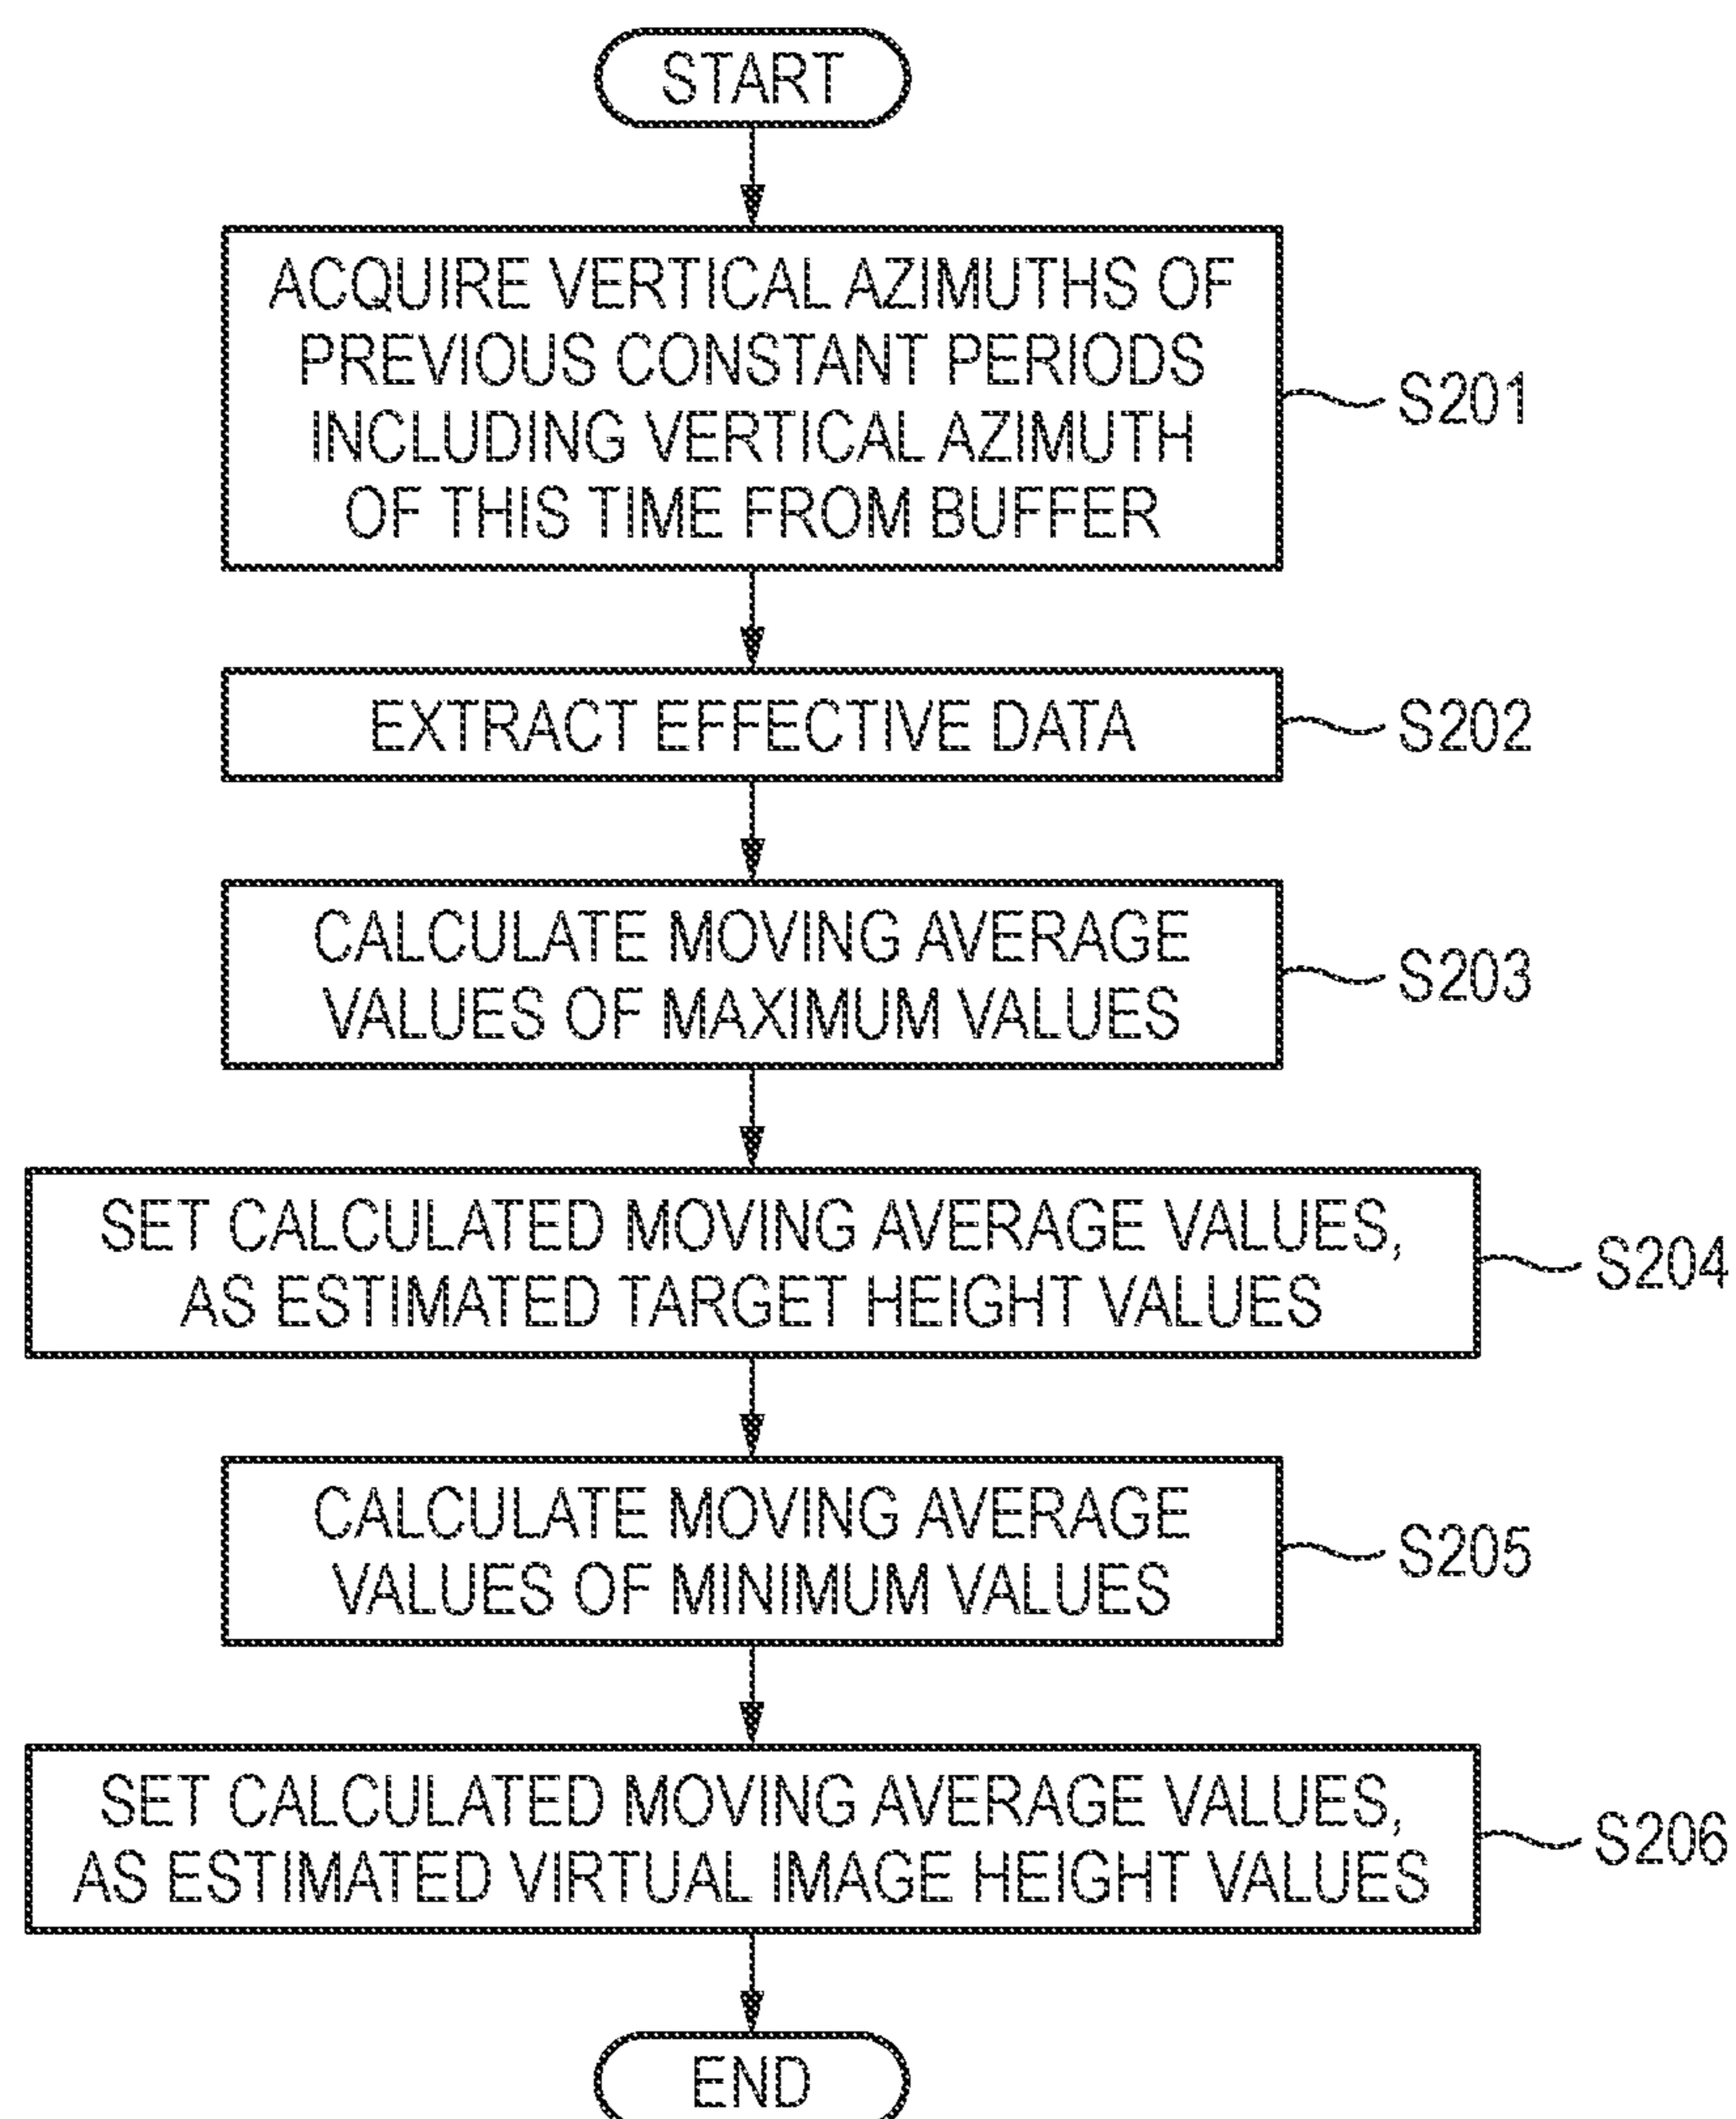 START
ACQUIRE VERTICAL AZIMUTHS OF
PREVIOUS CONSTANT PERIODS
INCLUDING VERTICAL AZIMUTH
OF THIS TIME FROM BUFFER
S201
EXTRACT EFFECTIVE DATA
S202
CALCULATE MOVING AVERAGE
VALUES OF MAXIMUM VALUES
S203
SET CALCULATED MOVING AVERAGE VALUES,
AS ESTIMATED TARGET HEIGHT VALUES
S204
CALCULATE MOVING AVERAGE
VALUES OF MINIMUM VALUES
S205
SET CALCULATED MOVING AVERAGE VALUES,
AS ESTIMATED VIRTUAL IMAGE HEIGHT VALUES
S206
END